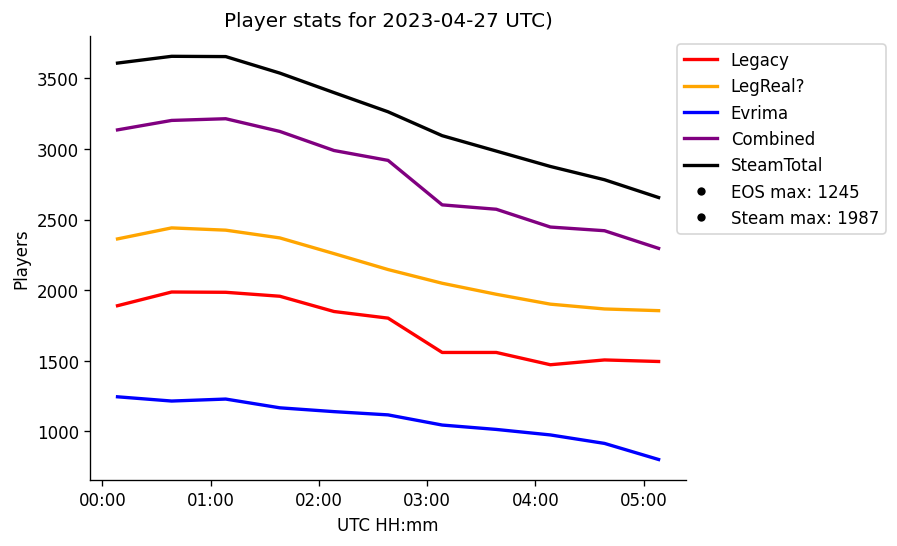 Player stats for 2023-04-27 UTC)
Legacy
LegReal?
Evrima
Combined
SteamTotal
EOS max: 1245
Steam max: 1987
Players
3500
3000
2500
2000
1500
1000
00:00 01:00 02:00 03:00 04:00 05:00
UTC HH:mm